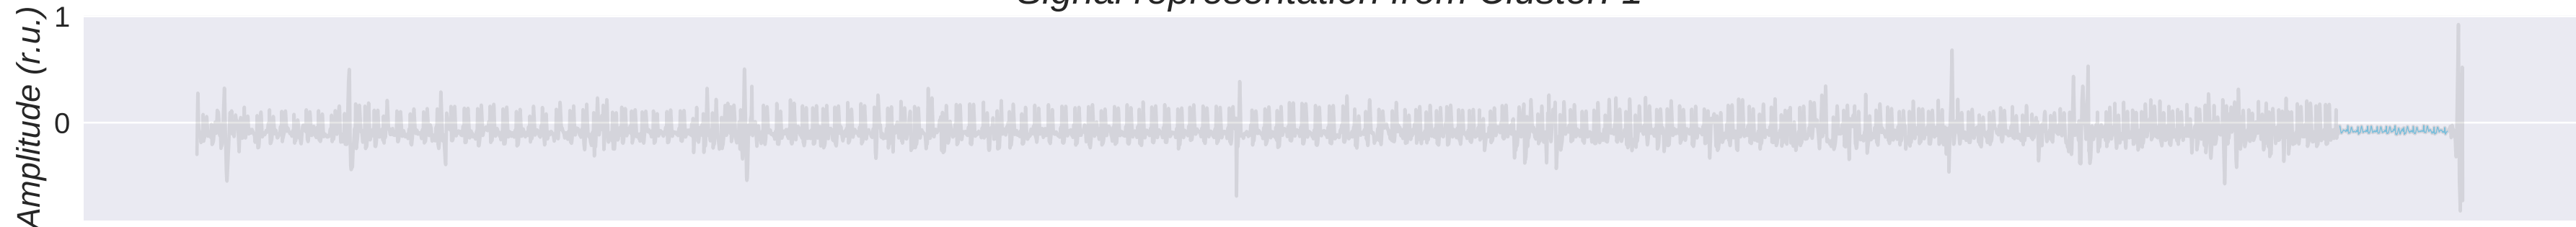 Signal representation from Cluster: 1
Amplitude (r.u.)
1
0